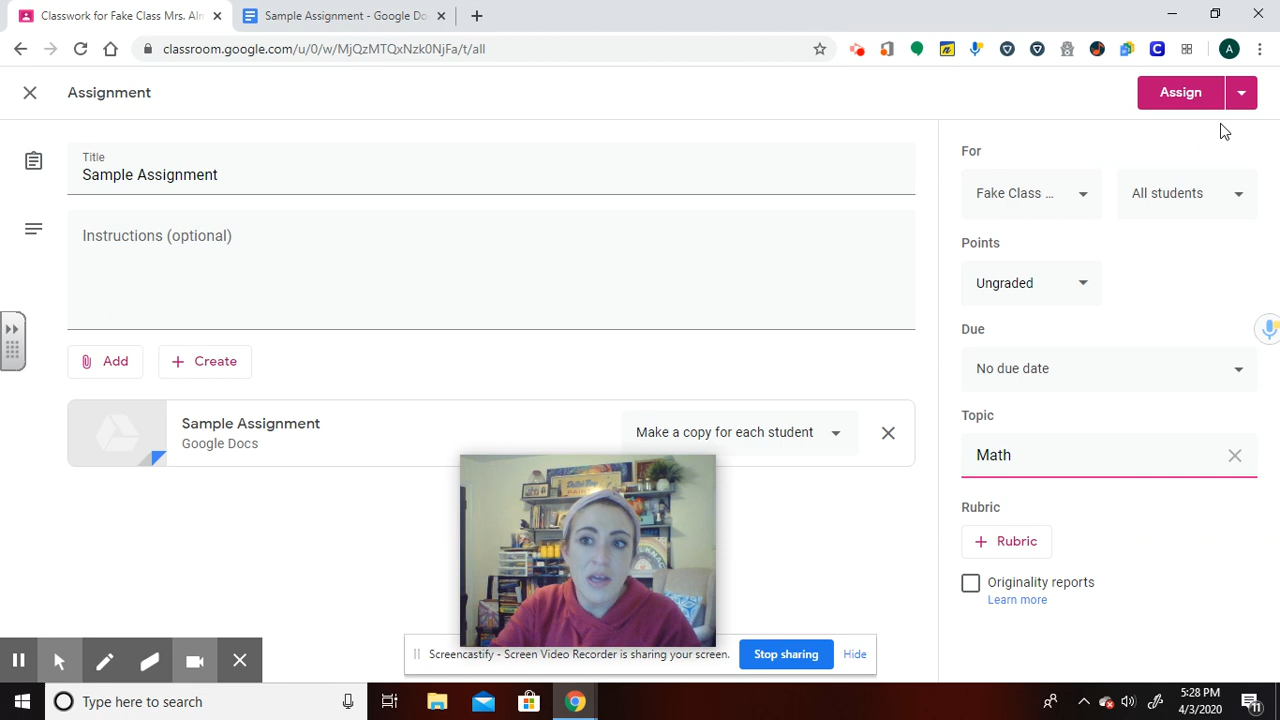 Classwork for Fake Class Mrs. Aln
Sample Assignment - Google Do
classroom.google.com/u/0/w/MjQzMTQxNzk0NjFa/t/all
A
Assignment
Assign
Title
Sample Assignment
Instructions (optional)
Add
Create
Sample Assignment
Google Docs
Make a copy for each student
For
Fake Class ...
All students
Points
Ungraded
Due
No due date
Topic
Math
Rubric
Rubric
Originality reports
Learn more
Screencastify - Screen Video Recorder is sharing your screen.
Stop sharing
Hide
Type here to search
5:28 PM
4/3/2020
11